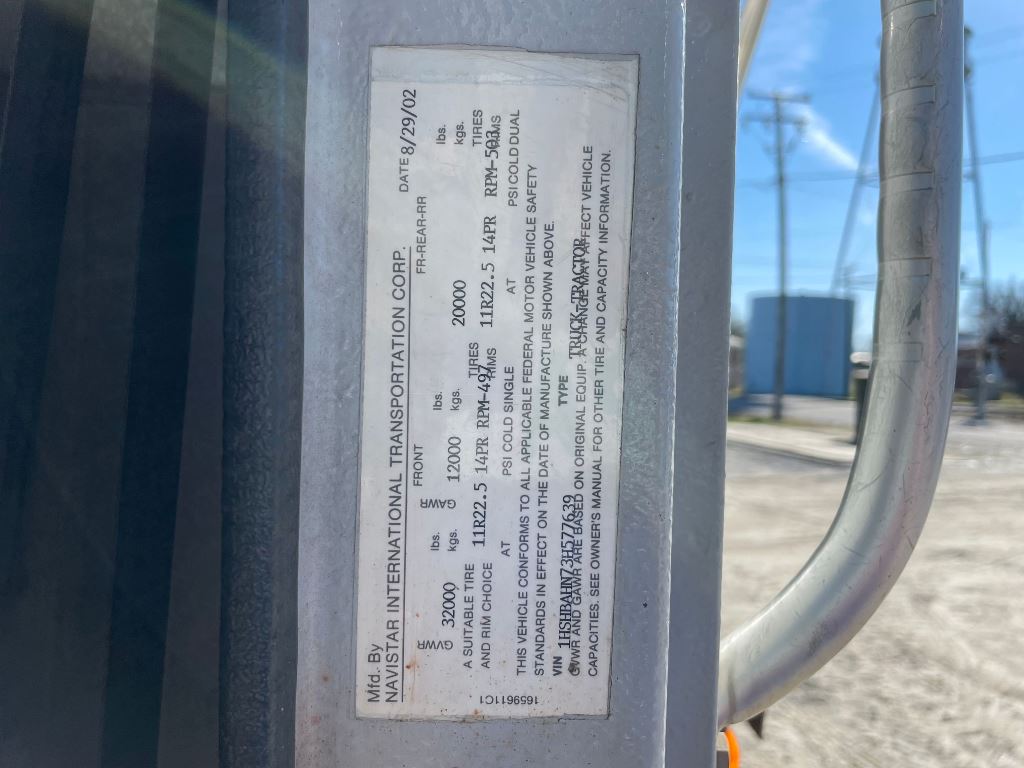 Mfd. By
NAVISTAR INTERNATIONAL TRANSPORTATION CORP. DATE 8/29/02
FRONT FR-REAR-RR
GVWR 32000 lbs. kgs. GAWR 12000 lbs. kgs. 20000 lbs. kgs.
A SUITABLE TIRE AND RIM CHOICE 11R22.5 14PR RPM-497 TIRES RIMS 11R22.5 14PR RPM-503 TIRES RIMS
AT PSI COLD SINGLE AT PSI COLD DUAL
THIS VEHICLE CONFORMS TO ALL APPLICABLE FEDERAL MOTOR VEHICLE SAFETY
STANDARDS IN EFFECT ON THE DATE OF MANUFACTURE SHOWN ABOVE.
VIN 1HSHBAHN73H577639 TYPE TRUCK-TRACTOR
GVWR AND GAWR ARE BASED ON ORIGINAL EQUIP. A CHANGE MAY AFFECT VEHICLE
CAPACITIES. SEE OWNER'S MANUAL FOR OTHER TIRE AND CAPACITY INFORMATION.
1659611C1